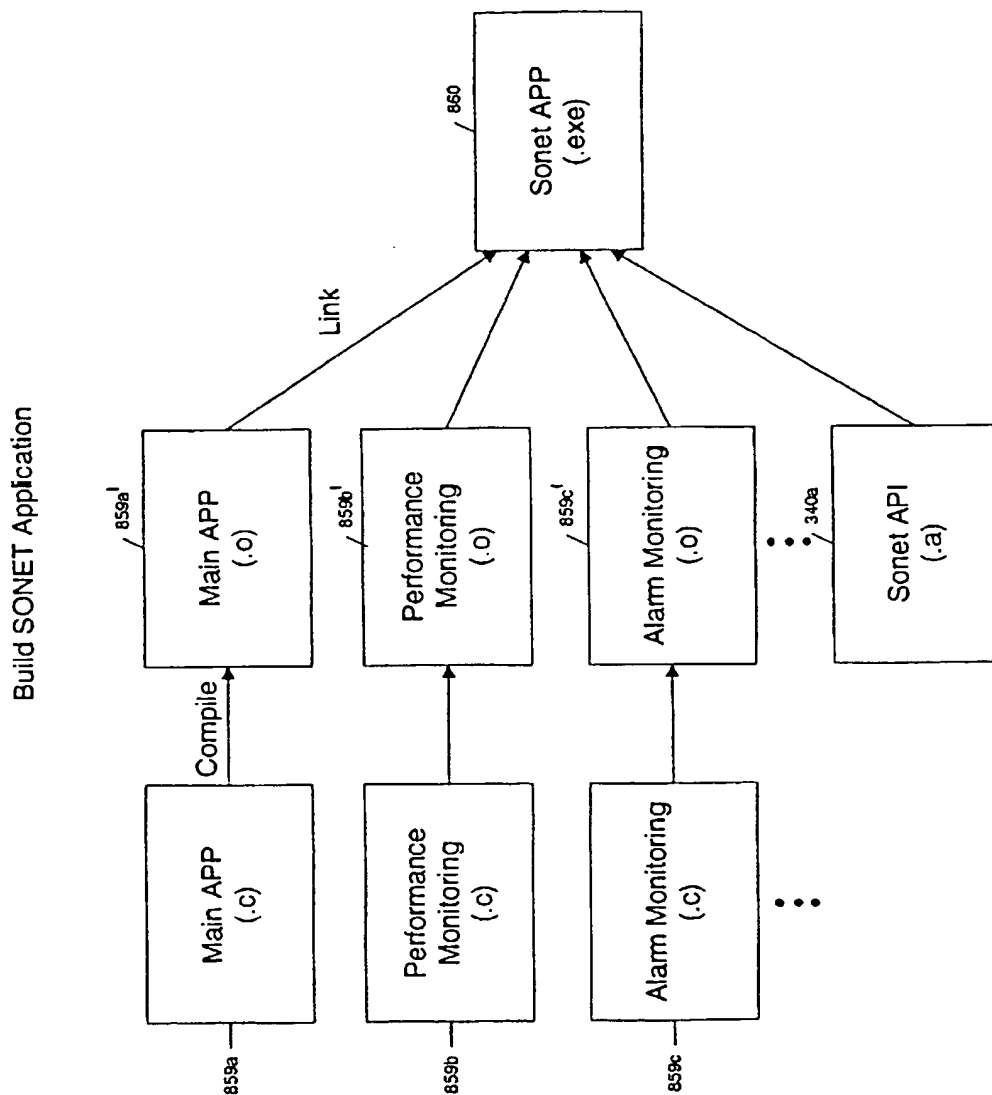 Build SONET Application
859a
Main APP
(.c)
Compile
859a'
Main APP
(.o)
Link
860
Sonet APP
(.exe)
859b
Performance
Monitoring
(.c)
859b'
Performance
Monitoring
(.o)
859c
Alarm Monitoring
(.c)
859c'
Alarm Monitoring
(.o)
340a
Sonet API
(.a)